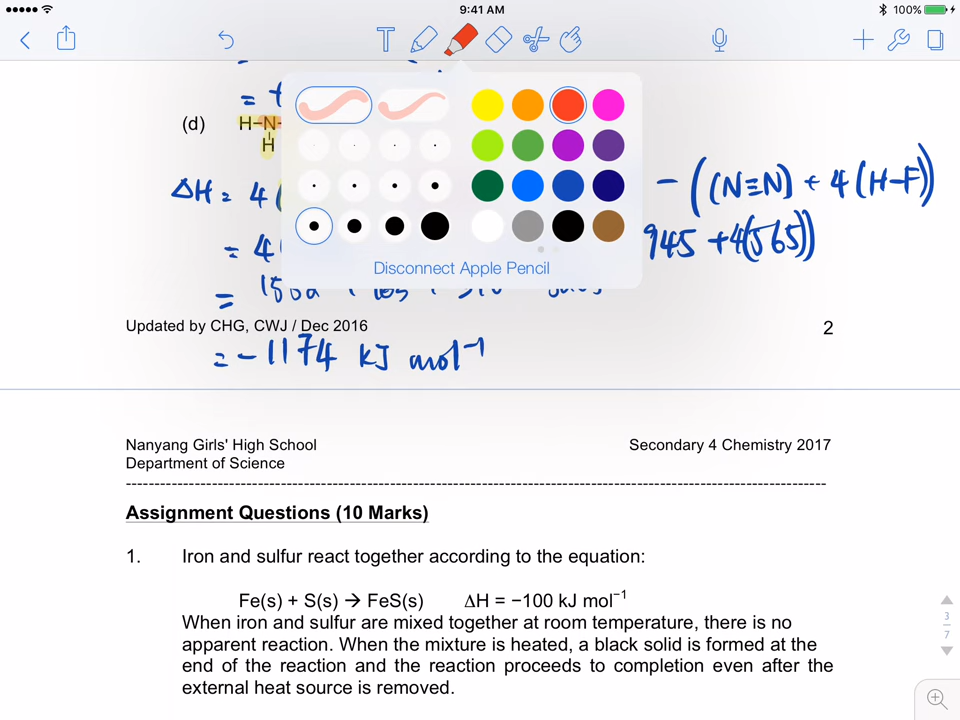 9:41 AM
100%
T
= +
(d) H–N–
H
ΔH = 4( − ((N≡N) + 4(H–F))
= 4( 945 + 4(565))
=
Updated by CHG, CWJ / Dec 2016 2
= −1174 kJ mol⁻¹
Disconnect Apple Pencil
Nanyang Girls' High School Secondary 4 Chemistry 2017
Department of Science
Assignment Questions (10 Marks)
1. Iron and sulfur react together according to the equation:
Fe(s) + S(s) → FeS(s) ΔH = −100 kJ mol⁻¹
When iron and sulfur are mixed together at room temperature, there is no
apparent reaction. When the mixture is heated, a black solid is formed at the
end of the reaction and the reaction proceeds to completion even after the
external heat source is removed.
3
7